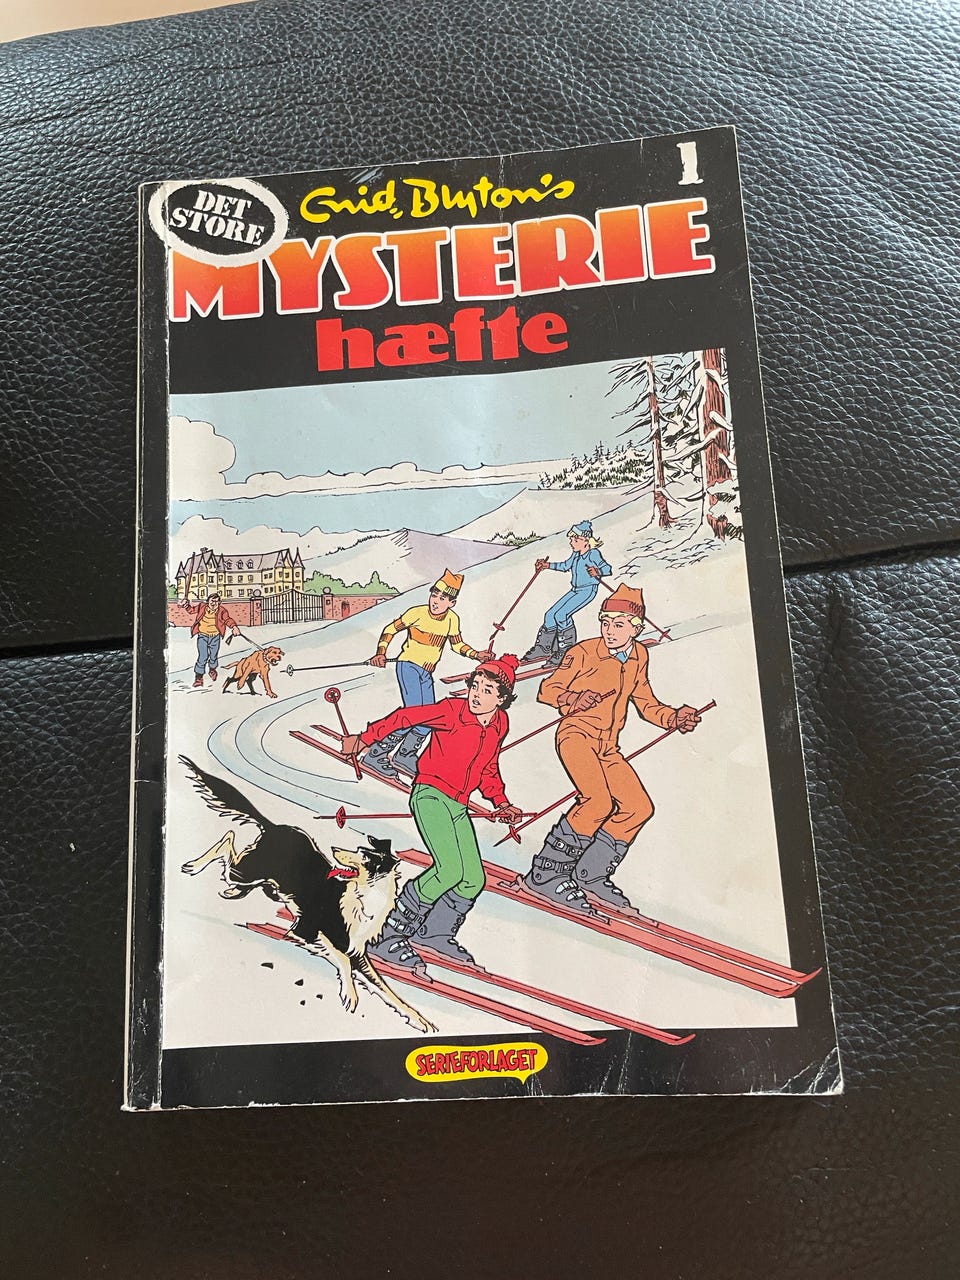 DET
STORE
Enid Blyton's
1
MYSTERIE
hæfte
SERIEFORLAGET